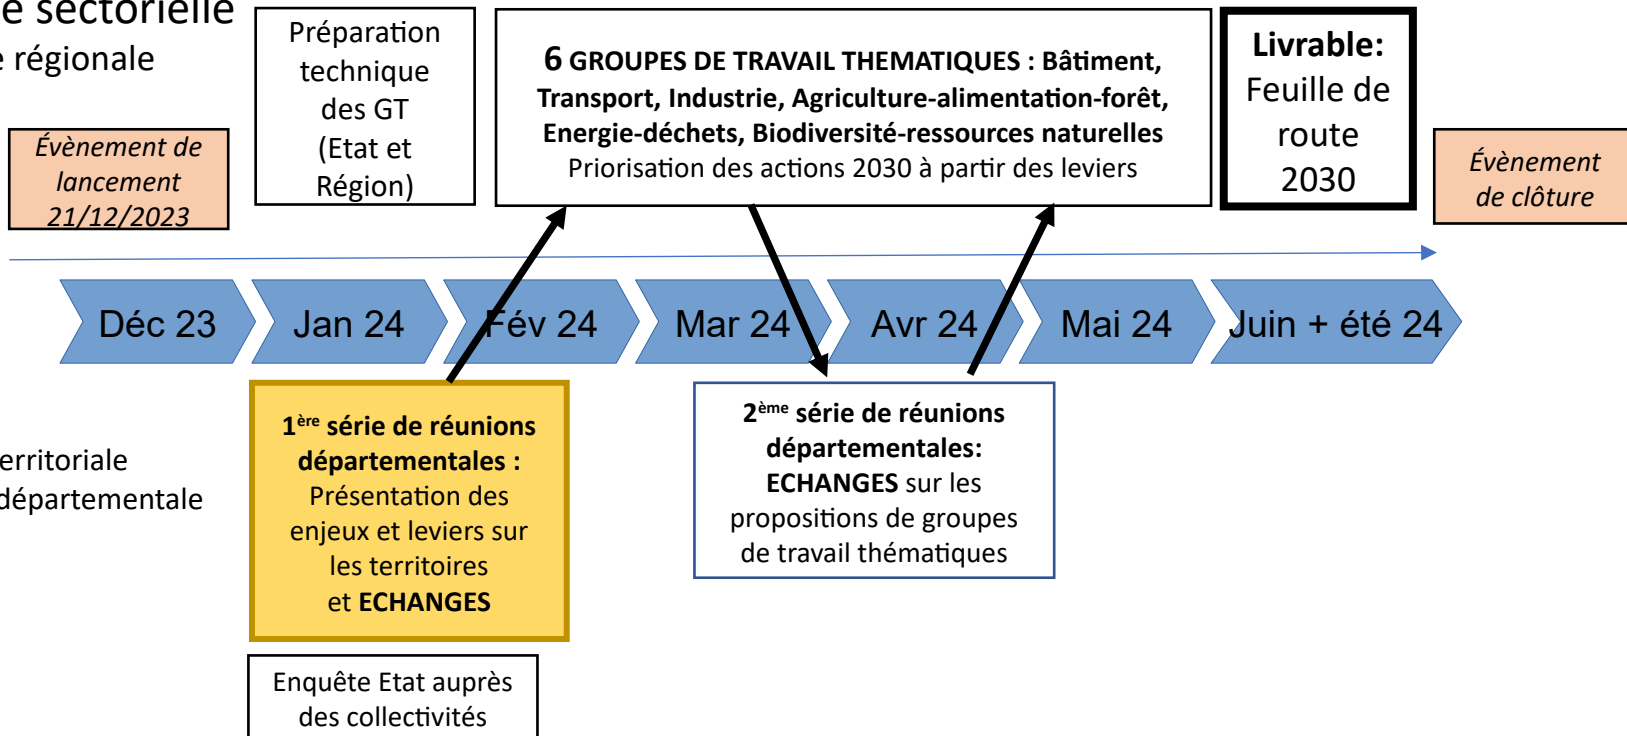 e sectorielle
e régionale
Évènement de
lancement
21/12/2023
Préparation
technique
des GT
(Etat et
Région)
6 GROUPES DE TRAVAIL THEMATIQUES : Bâtiment,
Transport, Industrie, Agriculture-alimentation-forêt,
Energie-déchets, Biodiversité-ressources naturelles
Priorisation des actions 2030 à partir des leviers
Livrable:
Feuille de
route
2030
Évènement
de clôture
Déc 23
Jan 24
Fév 24
Mar 24
Avr 24
Mai 24
Juin + été 24
erritoriale
départementale
1ère série de réunions
départementales :
Présentation des
enjeux et leviers sur
les territoires
et ECHANGES
2ème série de réunions
départementales:
ECHANGES sur les
propositions de groupes
de travail thématiques
Enquête Etat auprès
des collectivités